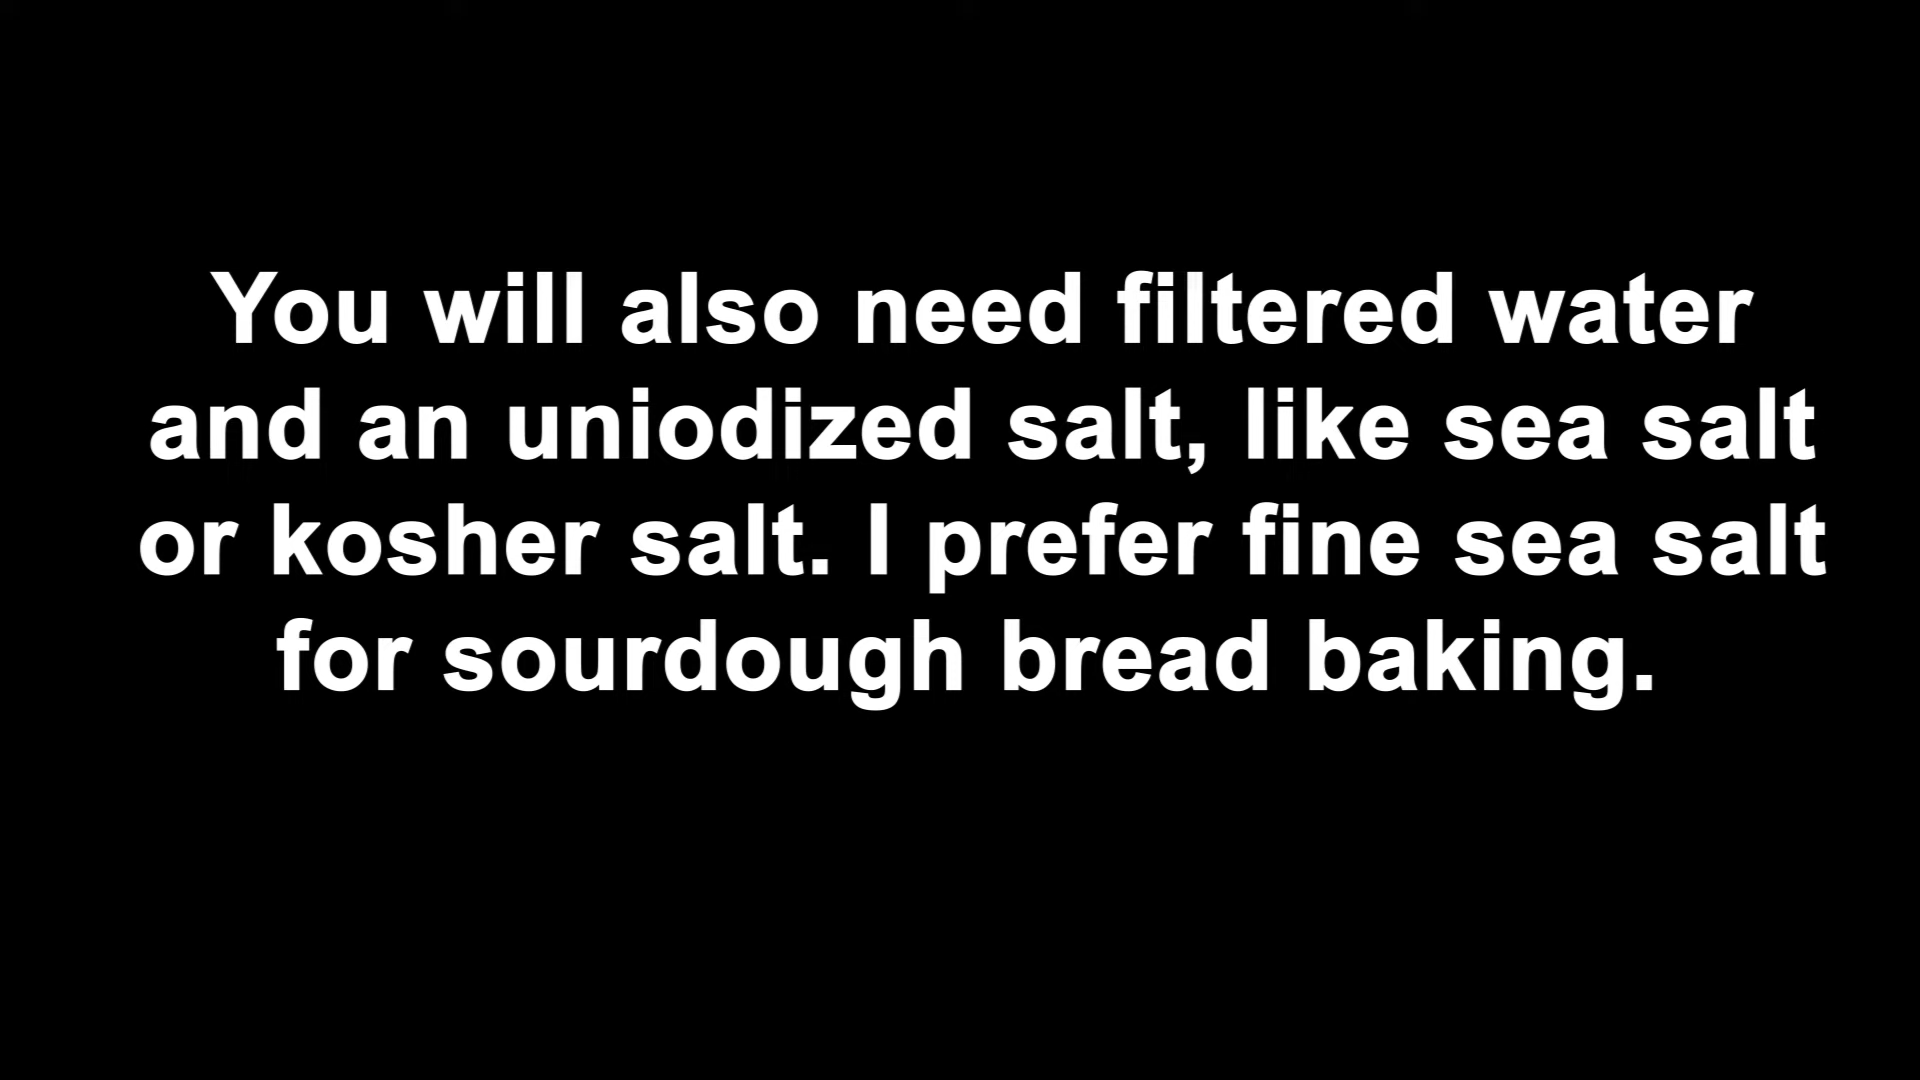 You will also need filtered water
and an uniodized salt, like sea salt
or kosher salt. I prefer fine sea salt
for sourdough bread baking.